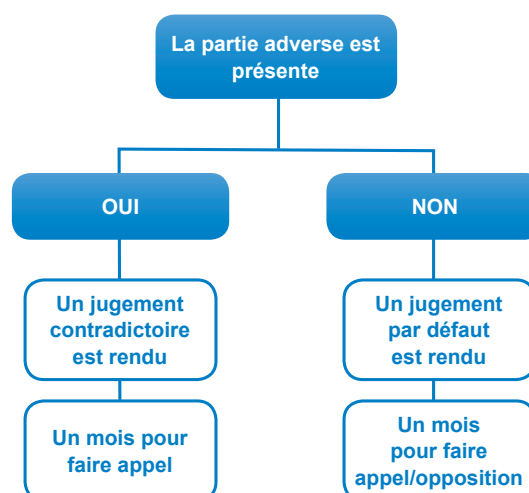 La partie adverse est
présente
OUI
NON
Un jugement
contradictoire
est rendu
Un jugement
par défaut
est rendu
Un mois pour
faire appel
Un mois
pour faire
appel/opposition